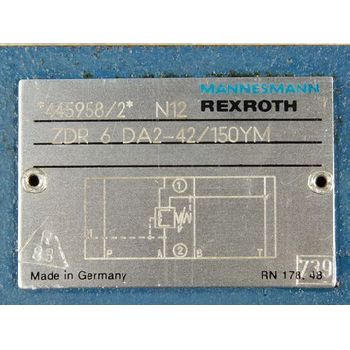 MANNESMANN
*445958/2* N12 REXROTH
ZDR 6 DA2-42/150YM
1
M
P A 2 B T
Made in Germany RN 178.48 739